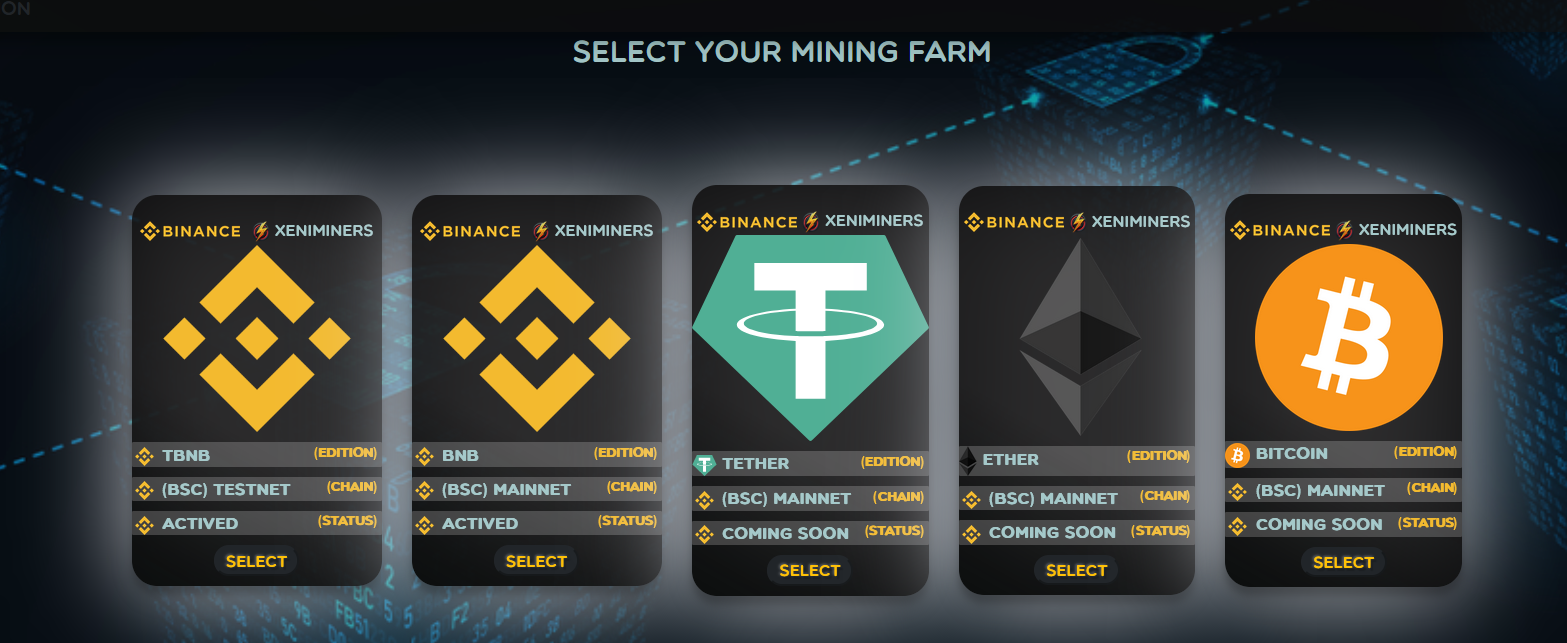 ON
SELECT YOUR MINING FARM
BINANCE XENIMINERS
TBNB (EDITION)
(BSC) TESTNET (CHAIN)
ACTIVED (STATUS)
SELECT
BINANCE XENIMINERS
BNB (EDITION)
(BSC) MAINNET (CHAIN)
ACTIVED (STATUS)
SELECT
BINANCE XENIMINERS
TETHER (EDITION)
(BSC) MAINNET (CHAIN)
COMING SOON (STATUS)
SELECT
BINANCE XENIMINERS
ETHER (EDITION)
(BSC) MAINNET (CHAIN)
COMING SOON (STATUS)
SELECT
BINANCE XENIMINERS
BITCOIN (EDITION)
(BSC) MAINNET (CHAIN)
COMING SOON (STATUS)
SELECT